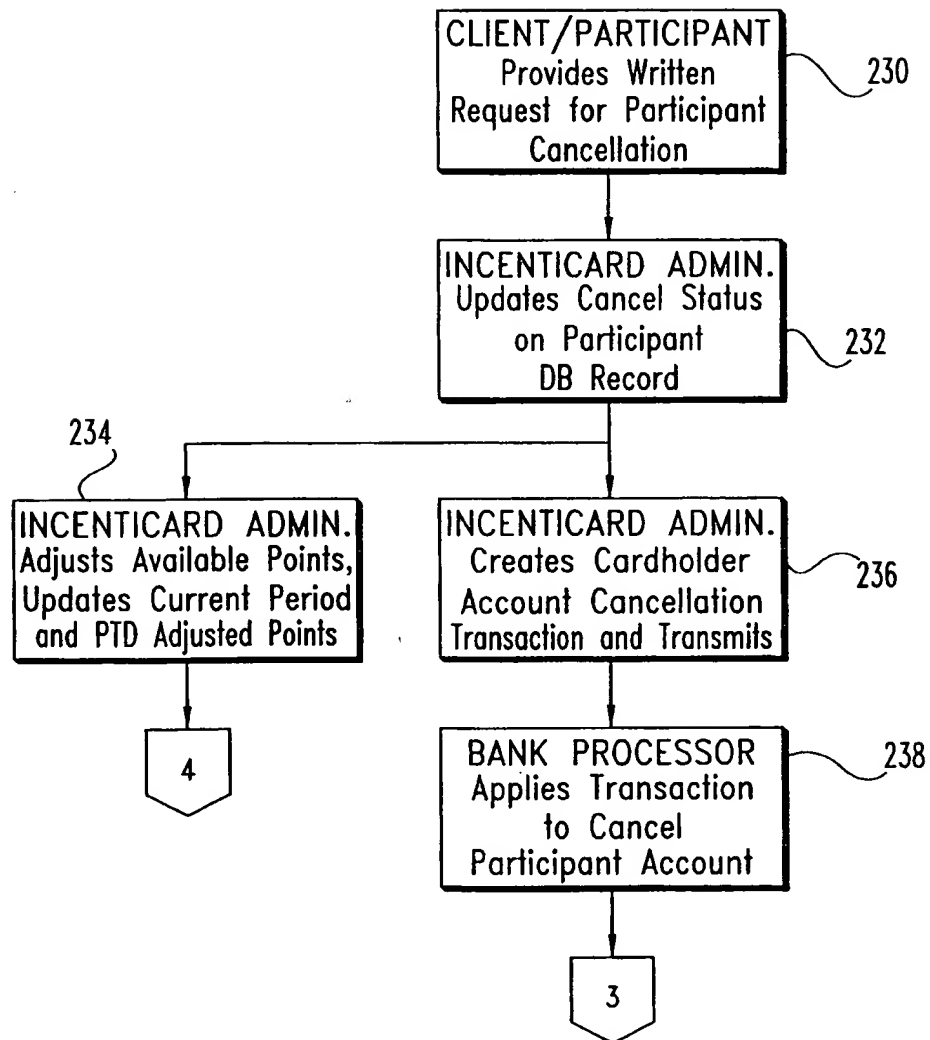 CLIENT/PARTICIPANT
Provides Written
Request for Participant
Cancellation
230
INCENTICARD ADMIN.
Updates Cancel Status
on Participant
DB Record
232
234
INCENTICARD ADMIN.
Adjusts Available Points,
Updates Current Period
and PTD Adjusted Points
INCENTICARD ADMIN.
Creates Cardholder
Account Cancellation
Transaction and Transmits
236
4
BANK PROCESSOR
Applies Transaction
to Cancel
Participant Account
238
3